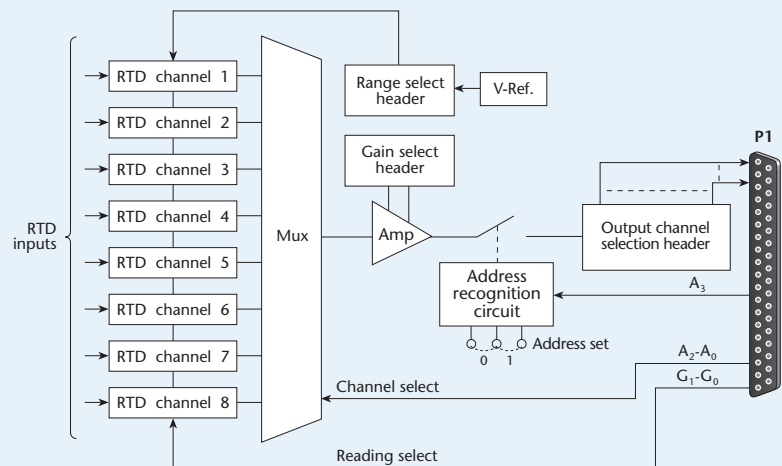 RTD channel 1
RTD channel 2
RTD channel 3
RTD channel 4
RTD channel 5
RTD channel 6
RTD channel 7
RTD channel 8
RTD
inputs
Mux
Range select
header
V-Ref.
Gain select
header
Amp
Address
recognition
circuit
0 1
Address set
Output channel
selection header
P1
A₃
A₂-A₀
G₁-G₀
Channel select
Reading select